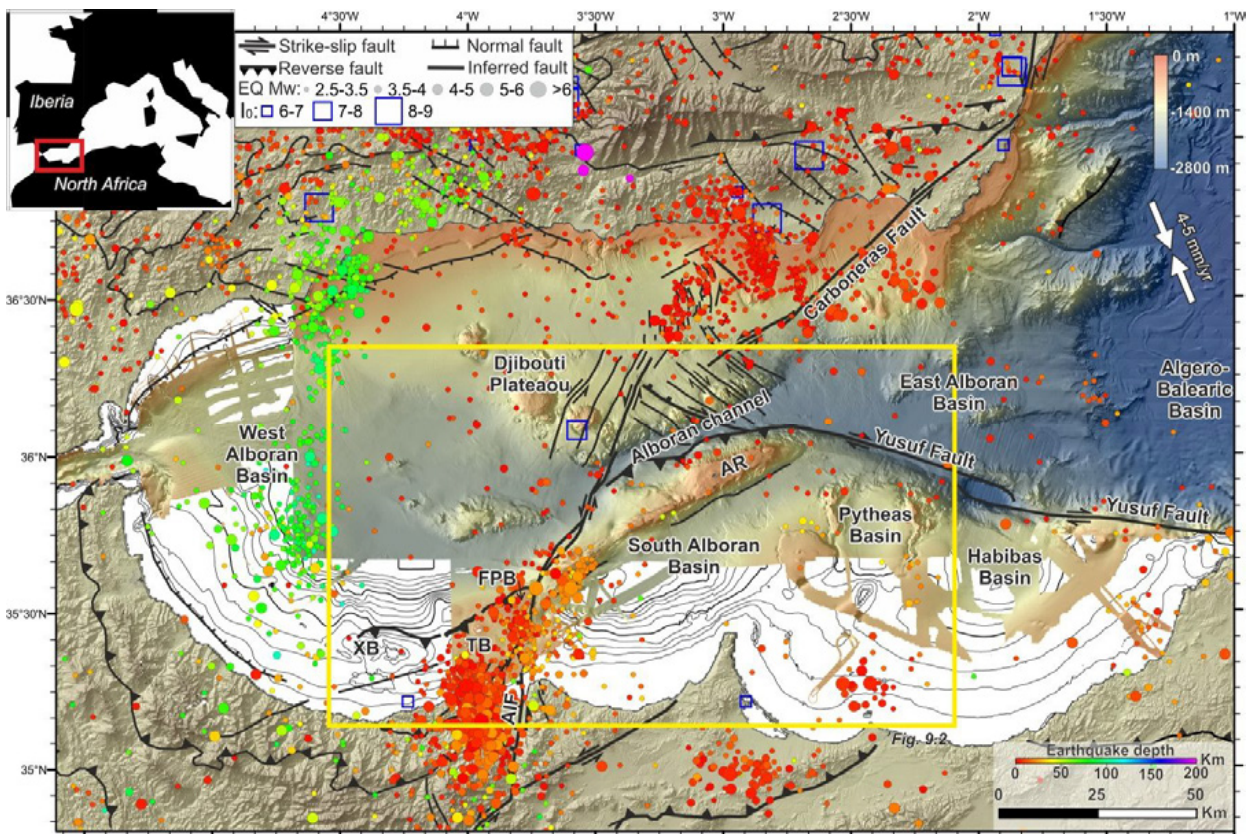 4°30'W 4°W 3°30'W 3°W 2°30'W 2°W 1°30'W 1°W
Iberia
North Africa
Strike-slip fault Normal fault
Reverse fault Inferred fault
EQ Mw: 2.5-3.5 3.5-4 4-5 5-6 >6
I₀: 6-7 7-8 8-9
0 m
-1400 m
-2800 m
4-5 mm/yr
36°30'N
36°N
35°30'N
35°N
Carboneras Fault
Djibouti
Plateaou
East Alboran
Basin
Algero-
Balearic
Basin
West
Alboran
Basin
Alboran channel
AR
Yusuf Fault
Yusuf Fault
Pytheas
Basin
South Alboran
Basin
Habibas
Basin
FPB
XB
TB
AIF
Fig. 9.2
Earthquake depth
0 50 100 150 200 Km
0 25 50
Km